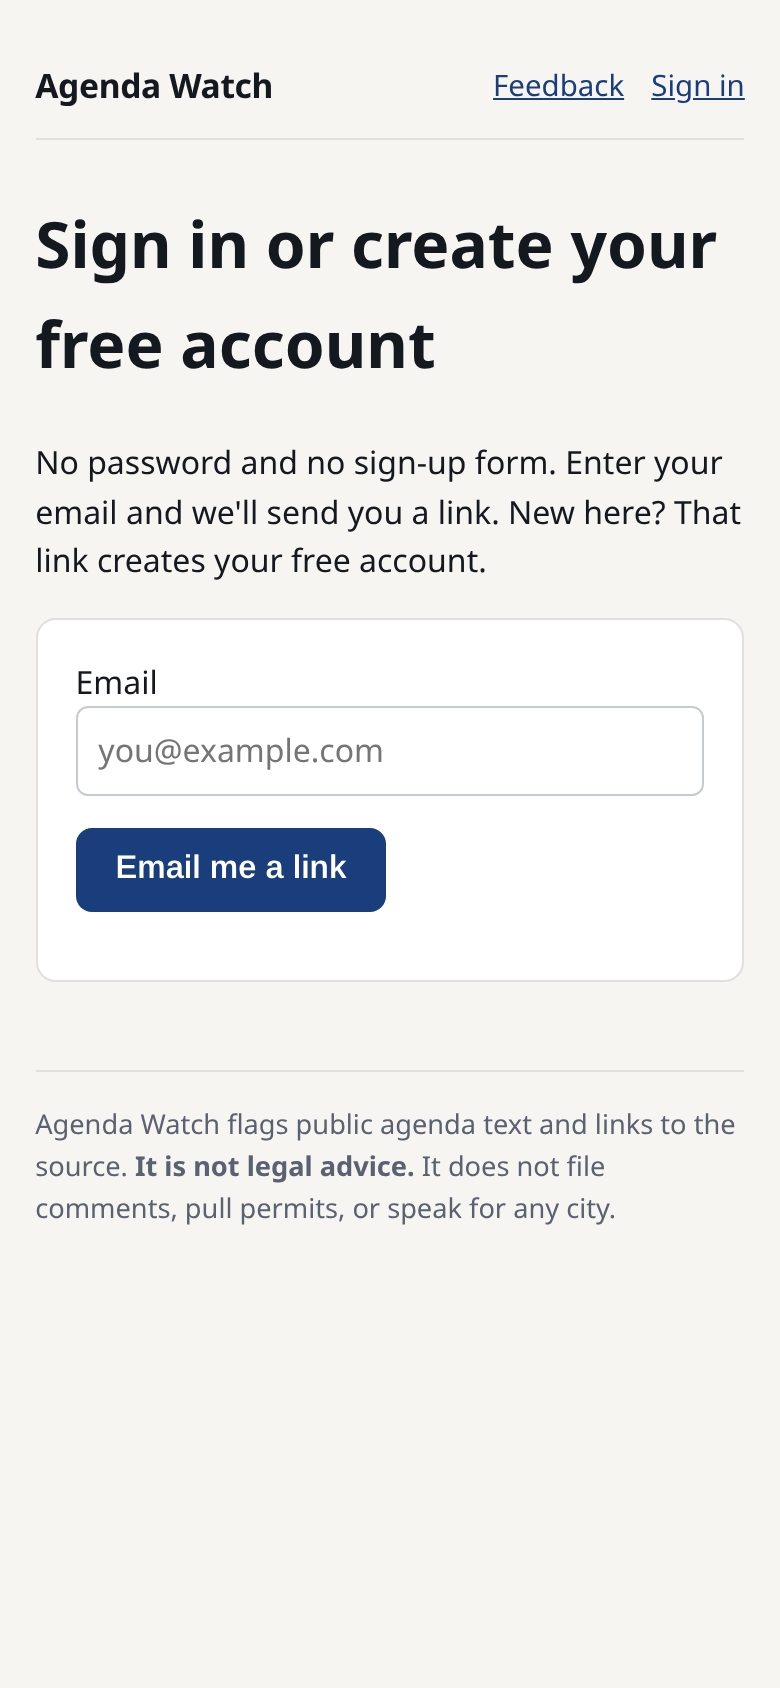 Agenda Watch Feedback Sign in
Sign in or create your
free account
No password and no sign-up form. Enter your
email and we'll send you a link. New here? That
link creates your free account.
Email
you@example.com
Email me a link
Agenda Watch flags public agenda text and links to the
source. It is not legal advice. It does not file
comments, pull permits, or speak for any city.